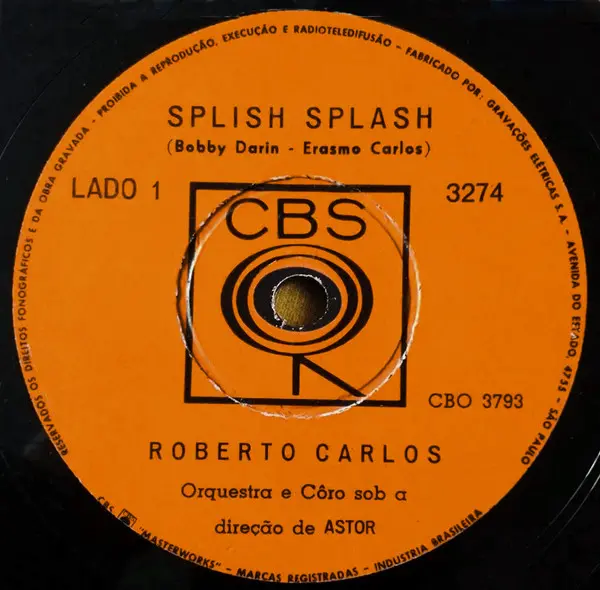 RESERVADOS OS DIREITOS FONOGRÁFICOS E DA OBRA GRAVADA - PROIBIDA A REPRODUÇÃO, EXECUÇÃO E RADIOTELEDIFUSÃO - FABRICADO POR: GRAVAÇÕES ELÉTRICAS S.A. - AVENIDA DO ESTADO, 4755 - SÃO PAULO
SPLISH SPLASH
(Bobby Darin - Erasmo Carlos)
LADO 1
3274
CBS
CBO 3793
ROBERTO CARLOS
Orquestra e Côro sob a
direção de ASTOR
CBS "MASTERWORKS" - MARCAS REGISTRADAS - INDUSTRIA BRASILEIRA